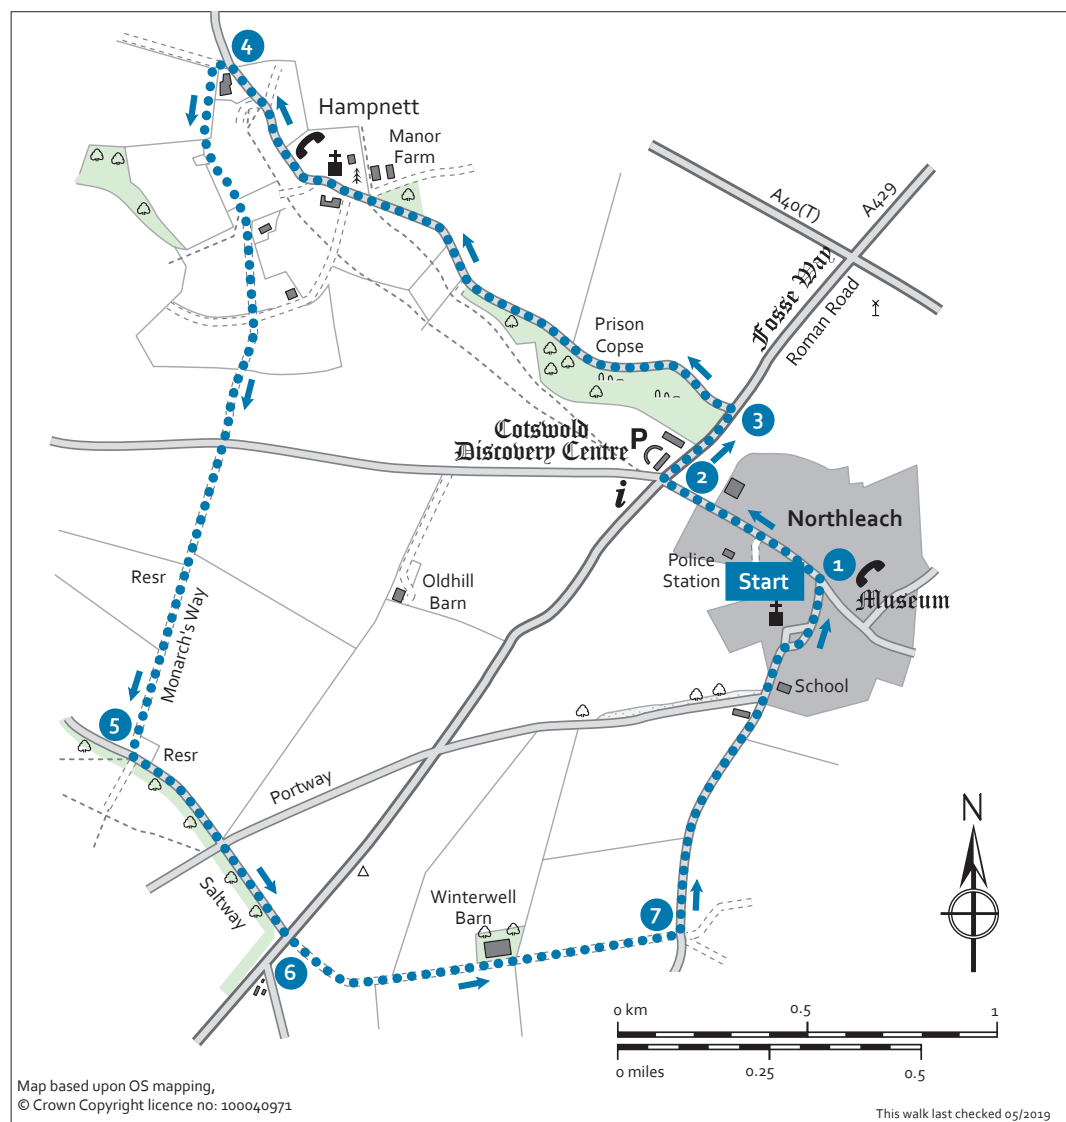 4
Hampnett
Manor
Farm
A40(T)
A429
Fosse Way
Roman Road
Prison
Copse
3
Cotswold
Discovery Centre
P
i
2
Northleach
Police
Station
Start
1
Museum
Resr
Oldhill
Barn
Monarch's Way
School
5
Resr
Portway
Saltway
N
Winterwell
Barn
7
6
0 km
0.5
1
0 miles
0.25
0.5
Map based upon OS mapping,
© Crown Copyright licence no: 100040971
This walk last checked 05/2019